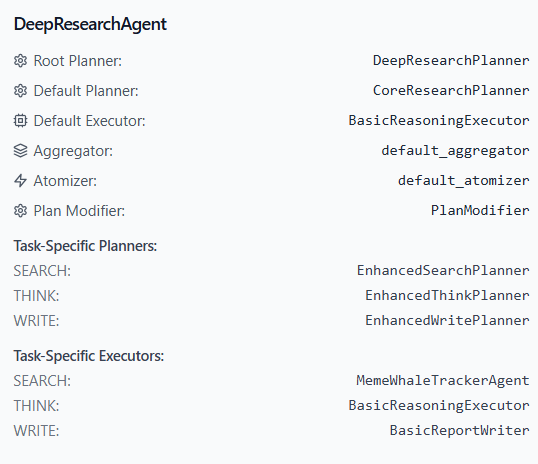 DeepResearchAgent
Root Planner: DeepResearchPlanner
Default Planner: CoreResearchPlanner
Default Executor: BasicReasoningExecutor
Aggregator: default_aggregator
Atomizer: default_atomizer
Plan Modifier: PlanModifier
Task-Specific Planners:
SEARCH: EnhancedSearchPlanner
THINK: EnhancedThinkPlanner
WRITE: EnhancedWritePlanner
Task-Specific Executors:
SEARCH: MemeWhaleTrackerAgent
THINK: BasicReasoningExecutor
WRITE: BasicReportWriter